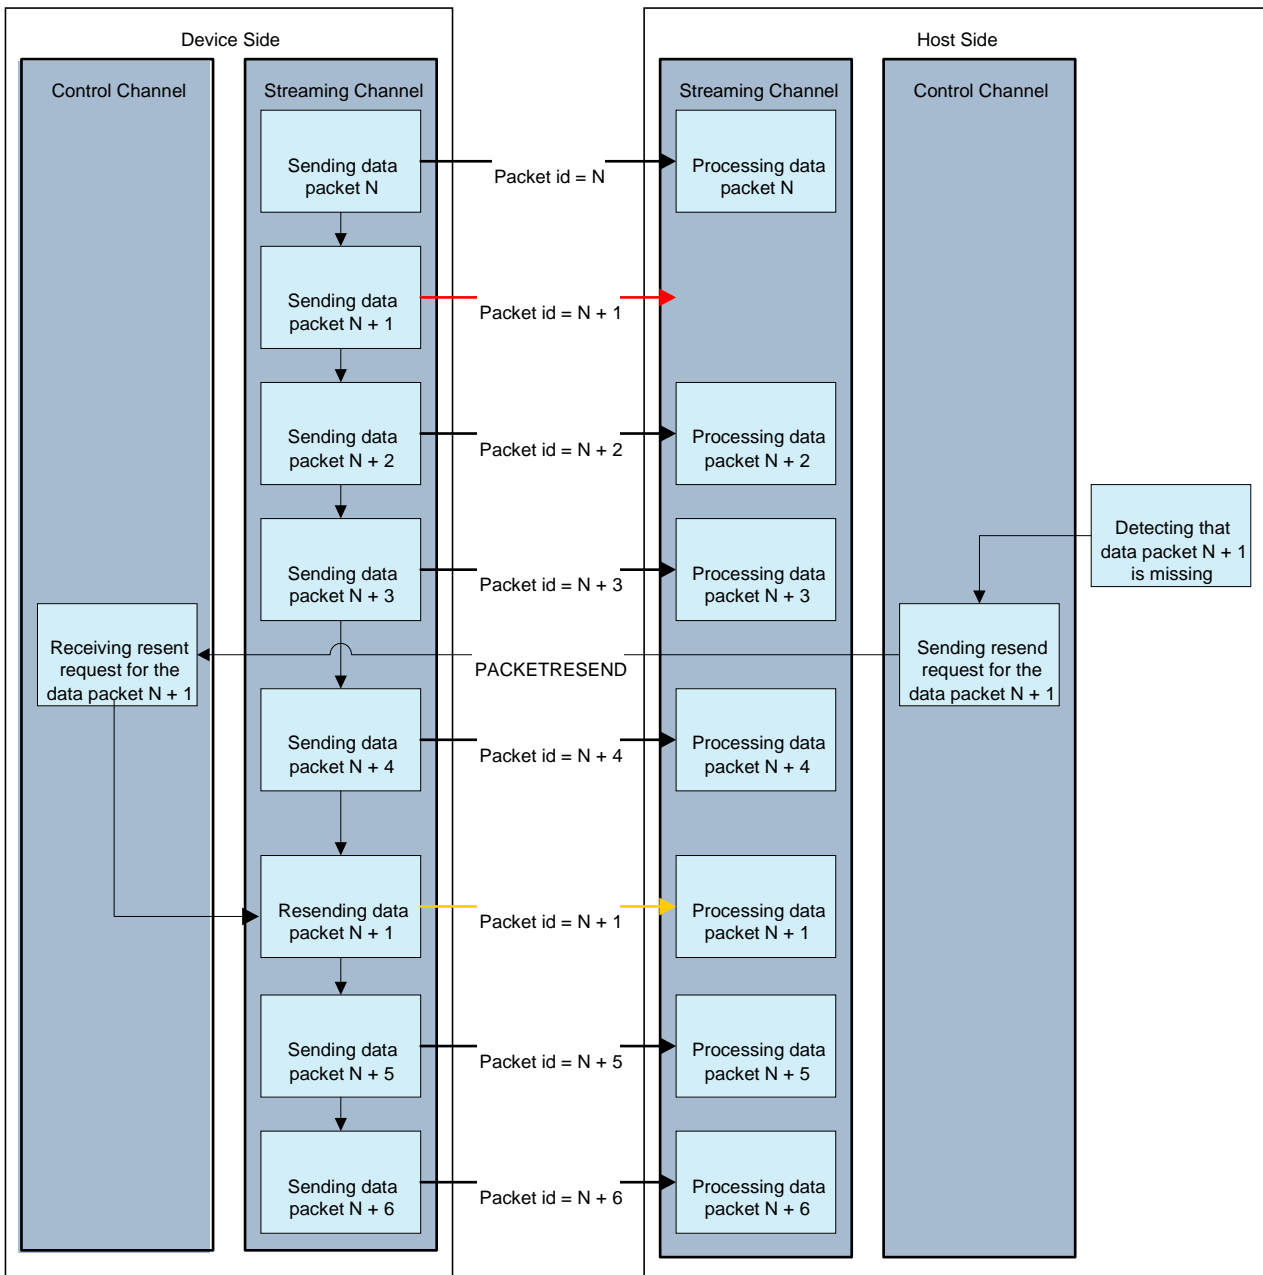 Device Side
Host Side
Control Channel
Streaming Channel
Streaming Channel
Control Channel
Sending data
packet N
Packet id = N
Processing data
packet N
Sending data
packet N + 1
Packet id = N + 1
Sending data
packet N + 2
Packet id = N + 2
Processing data
packet N + 2
Detecting that
data packet N + 1
is missing
Sending data
packet N + 3
Packet id = N + 3
Processing data
packet N + 3
Receiving resent
request for the
data packet N + 1
PACKETRESEND
Sending resend
request for the
data packet N + 1
Sending data
packet N + 4
Packet id = N + 4
Processing data
packet N + 4
Resending data
packet N + 1
Packet id = N + 1
Processing data
packet N + 1
Sending data
packet N + 5
Packet id = N + 5
Processing data
packet N + 5
Sending data
packet N + 6
Packet id = N + 6
Processing data
packet N + 6